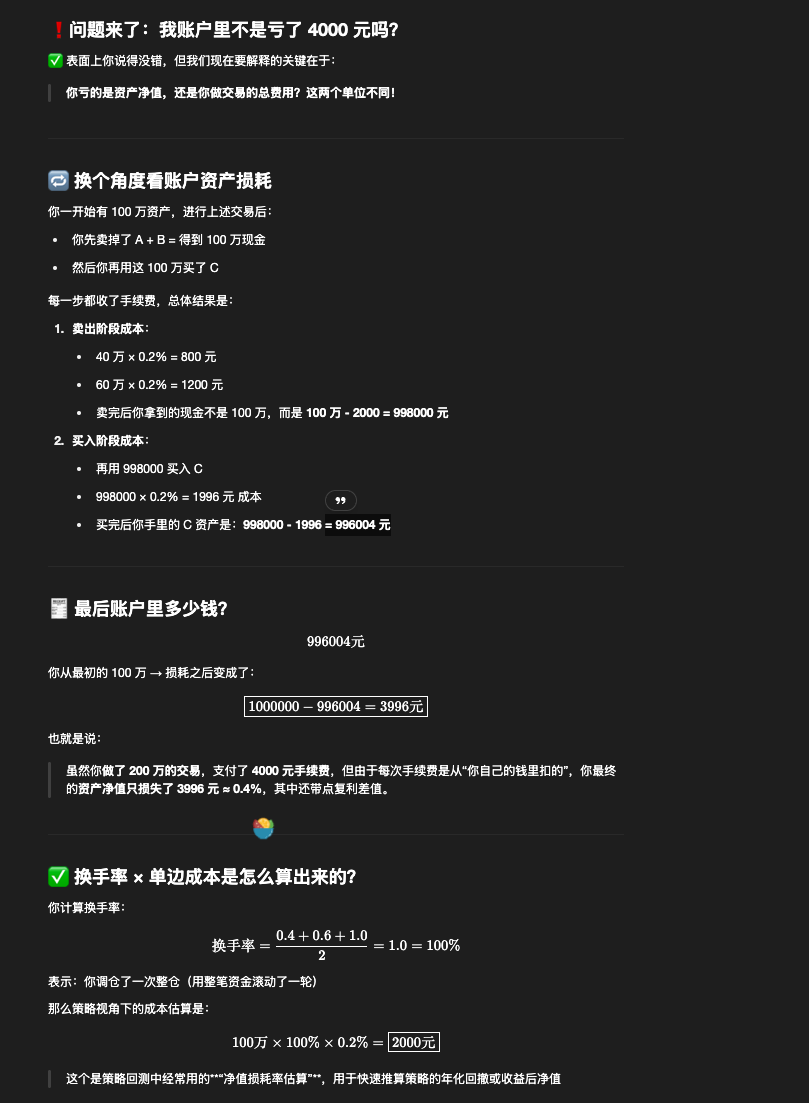 ❗问题来了：我账户里不是亏了 4000 元吗？
✅ 表面上你说得没错，但我们现在要解释的关键在于：
你亏的是资产净值，还是你做交易的总费用？这两个单位不同！
🔁 换个角度看账户资产损耗
你一开始有 100 万资产，进行上述交易后：
• 你先卖掉了 A + B = 得到 100 万现金
• 然后你再用这 100 万买了 C
每一步都收了手续费，总体结果是：
1. 卖出阶段成本：
• 40 万 × 0.2% = 800 元
• 60 万 × 0.2% = 1200 元
• 卖完后你拿到的现金不是 100 万，而是 100 万 - 2000 = 998000 元
2. 买入阶段成本：
• 再用 998000 买入 C
• 998000 × 0.2% = 1996 元 成本
• 买完后你手里的 C 资产是：998000 - 1996 = 996004 元
🧾 最后账户里多少钱？
996004元
你从最初的 100 万 → 损耗之后变成了：
1000000 − 996004 = 3996元
也就是说：
虽然你做了 200 万的交易，支付了 4000 元手续费，但由于每次手续费是从“你自己的钱里扣的”，你最终
的资产净值只损失了 3996 元 ≈ 0.4%，其中还带点复利差值。
✅ 换手率 × 单边成本是怎么算出来的？
你计算换手率：
换手率 = (0.4 + 0.6 + 1.0) / 2 = 1.0 = 100%
表示：你调仓了一次整仓（用整笔资金滚动了一轮）
那么策略视角下的成本估算是：
100万 × 100% × 0.2% = 2000元
这个是策略回测中经常用的**“净值损耗率估算”**，用于快速推算策略的年化回撤或收益后净值